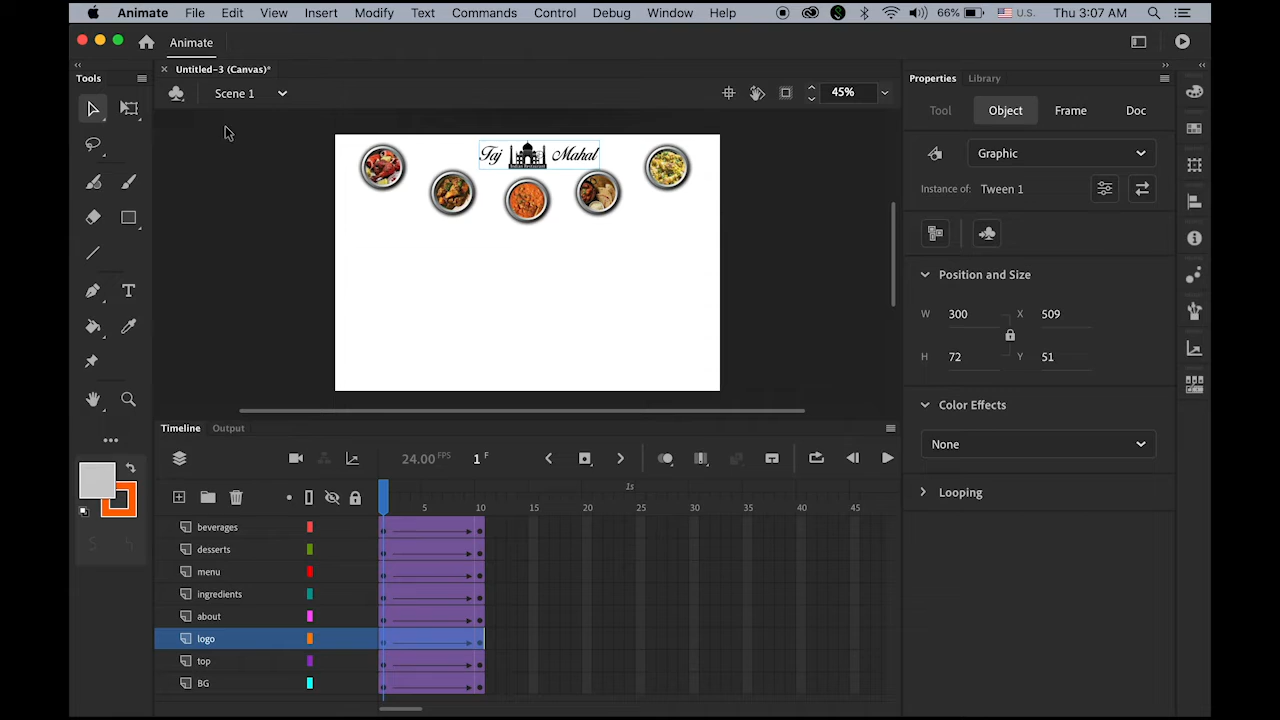 Animate File Edit View Insert Modify Text Commands Control Debug Window Help 66% U.S. Thu 3:07 AM
Animate
Tools
Untitled-3 (Canvas)*
Properties Library
Scene 1
45%
Tool Object Frame Doc
Taj Mahal
Indian Restaurant
Graphic
Instance of: Tween 1
Position and Size
W 300 X 509
H 72 Y 51
Color Effects
None
Looping
Timeline Output
24.00 FPS 1 F
1s
5 10 15 20 25 30 35 40 45
beverages
desserts
menu
ingredients
about
logo
top
BG